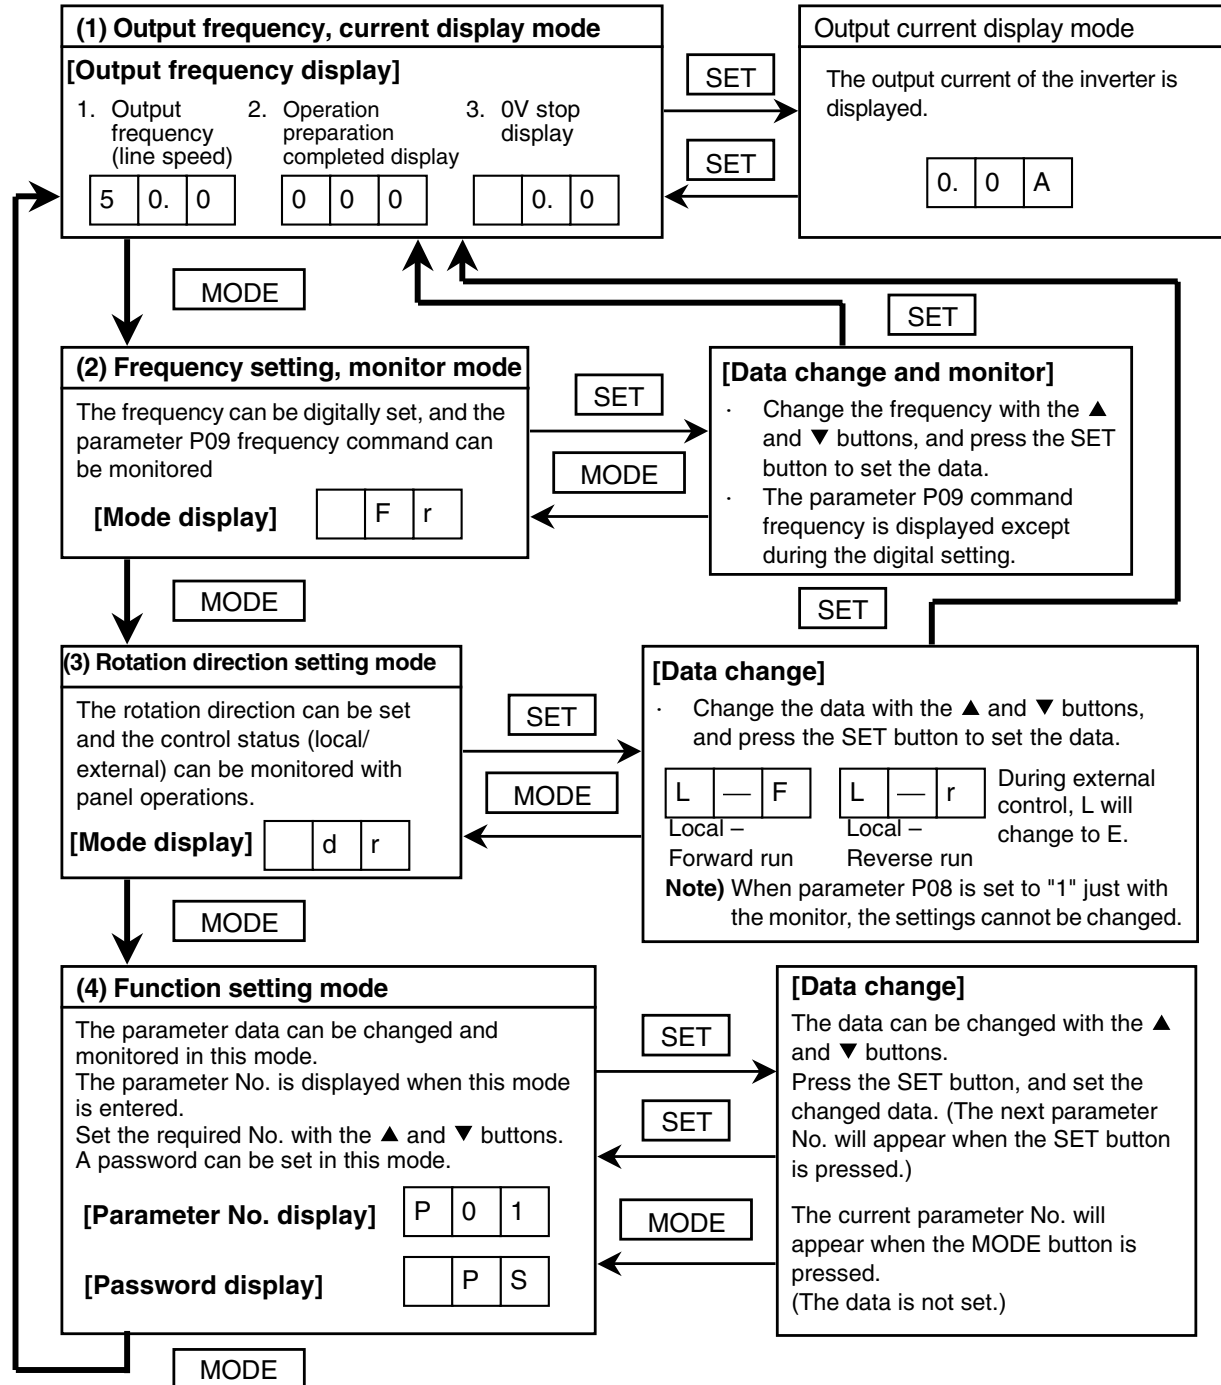 (1) Output frequency, current display mode
[Output frequency display]
1. Output
frequency
(line speed)
5 0. 0
2. Operation
preparation
completed display
0 0 0
3. 0V stop
display
0. 0
SET
SET
Output current display mode
The output current of the inverter is
displayed.
0. 0 A
MODE
SET
(2) Frequency setting, monitor mode
The frequency can be digitally set, and the
parameter P09 frequency command can
be monitored
[Mode display]
F r
SET
MODE
[Data change and monitor]
· Change the frequency with the ▲
and ▼ buttons, and press the SET
button to set the data.
· The parameter P09 command
frequency is displayed except
during the digital setting.
MODE
SET
(3) Rotation direction setting mode
The rotation direction can be set
and the control status (local/
external) can be monitored with
panel operations.
[Mode display]
d r
SET
MODE
[Data change]
· Change the data with the ▲ and ▼ buttons,
and press the SET button to set the data.
L — F
Local –
Forward run
L — r
Local –
Reverse run
During external
control, L will
change to E.
Note) When parameter P08 is set to "1" just with
the monitor, the settings cannot be changed.
MODE
(4) Function setting mode
The parameter data can be changed and
monitored in this mode.
The parameter No. is displayed when this mode
is entered.
Set the required No. with the ▲ and ▼ buttons.
A password can be set in this mode.
[Parameter No. display]
P 0 1
[Password display]
P S
SET
SET
MODE
[Data change]
The data can be changed with the ▲
and ▼ buttons.
Press the SET button, and set the
changed data. (The next parameter
No. will appear when the SET button
is pressed.)
The current parameter No. will
appear when the MODE button is
pressed.
(The data is not set.)
MODE